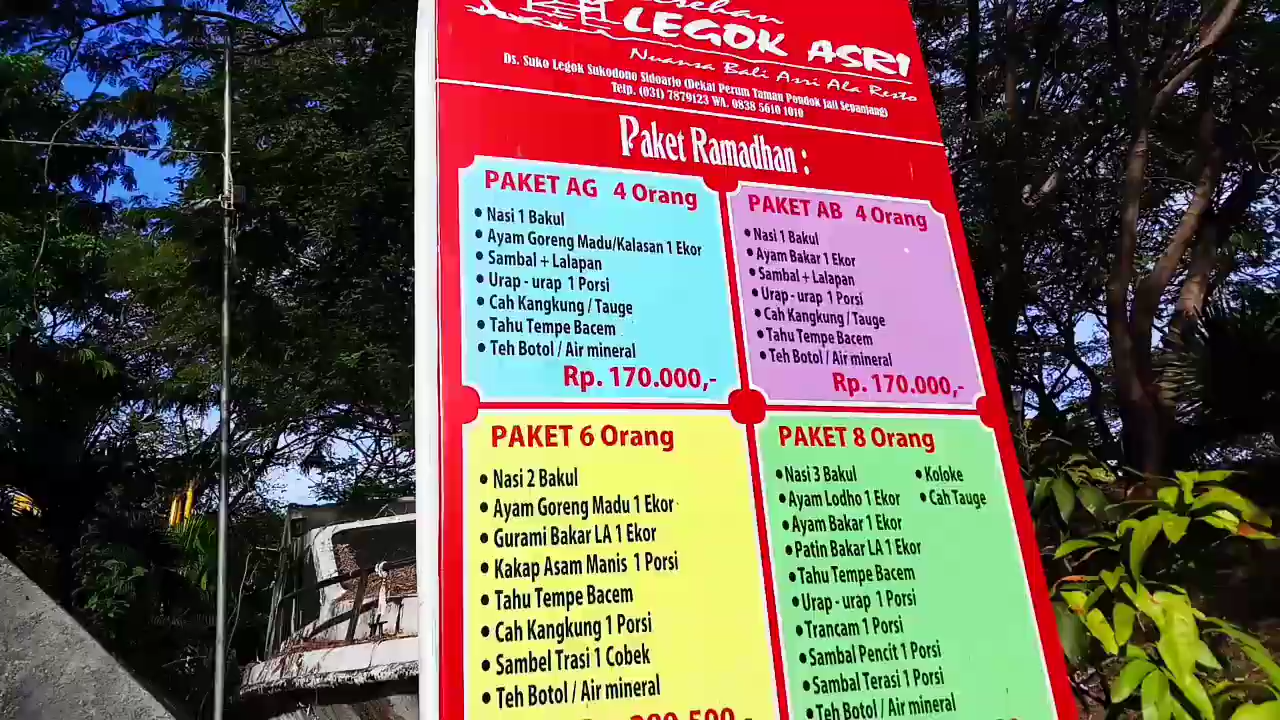 LEGOK ASRI
Nuansa Bali Asri Ala Resto
Ds. Suko Legok Sukodono Sidoarjo (Dekat Perum Taman Pondok Jati Sepanjang)
Telp. (031) 7879123 WA. 0838 5610 1010
Paket Ramadhan :
PAKET AG 4 Orang
• Nasi 1 Bakul
• Ayam Goreng Madu/Kalasan 1 Ekor
• Sambal + Lalapan
• Urap - urap 1 Porsi
• Cah Kangkung / Tauge
• Tahu Tempe Bacem
• Teh Botol / Air mineral
Rp. 170.000,-
PAKET AB 4 Orang
• Nasi 1 Bakul
• Ayam Bakar 1 Ekor
• Sambal + Lalapan
• Urap - urap 1 Porsi
• Cah Kangkung / Tauge
• Tahu Tempe Bacem
• Teh Botol / Air mineral
Rp. 170.000,-
PAKET 6 Orang
• Nasi 2 Bakul
• Ayam Goreng Madu 1 Ekor
• Gurami Bakar LA 1 Ekor
• Kakap Asam Manis 1 Porsi
• Tahu Tempe Bacem
• Cah Kangkung 1 Porsi
• Sambel Trasi 1 Cobek
• Teh Botol / Air mineral
PAKET 8 Orang
• Nasi 3 Bakul
• Ayam Lodho 1 Ekor
• Ayam Bakar 1 Ekor
• Patin Bakar LA 1 Ekor
• Tahu Tempe Bacem
• Urap - urap 1 Porsi
• Trancam 1 Porsi
• Sambal Pencit 1 Porsi
• Sambal Terasi 1 Porsi
• Teh Botol / Air mineral
• Koloke
• Cah Tauge